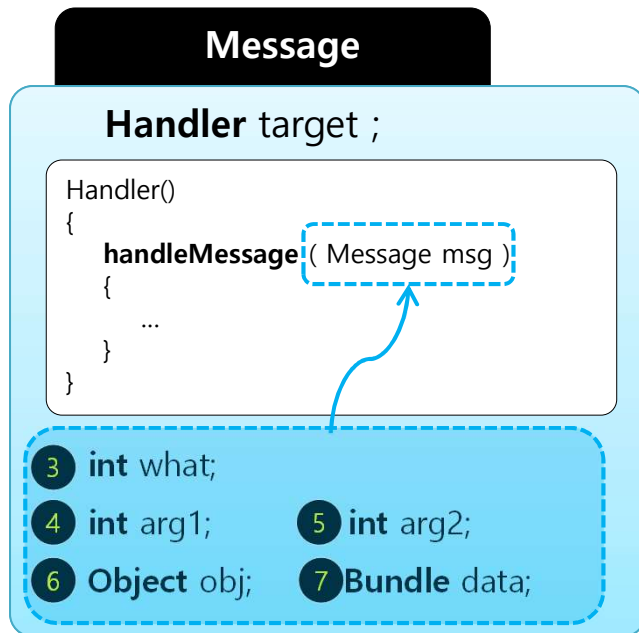 Message
Handler target ;
Handler()
{
handleMessage ( Message msg )
{
...
}
}
3 int what;
4 int arg1; 5 int arg2;
6 Object obj; 7 Bundle data;